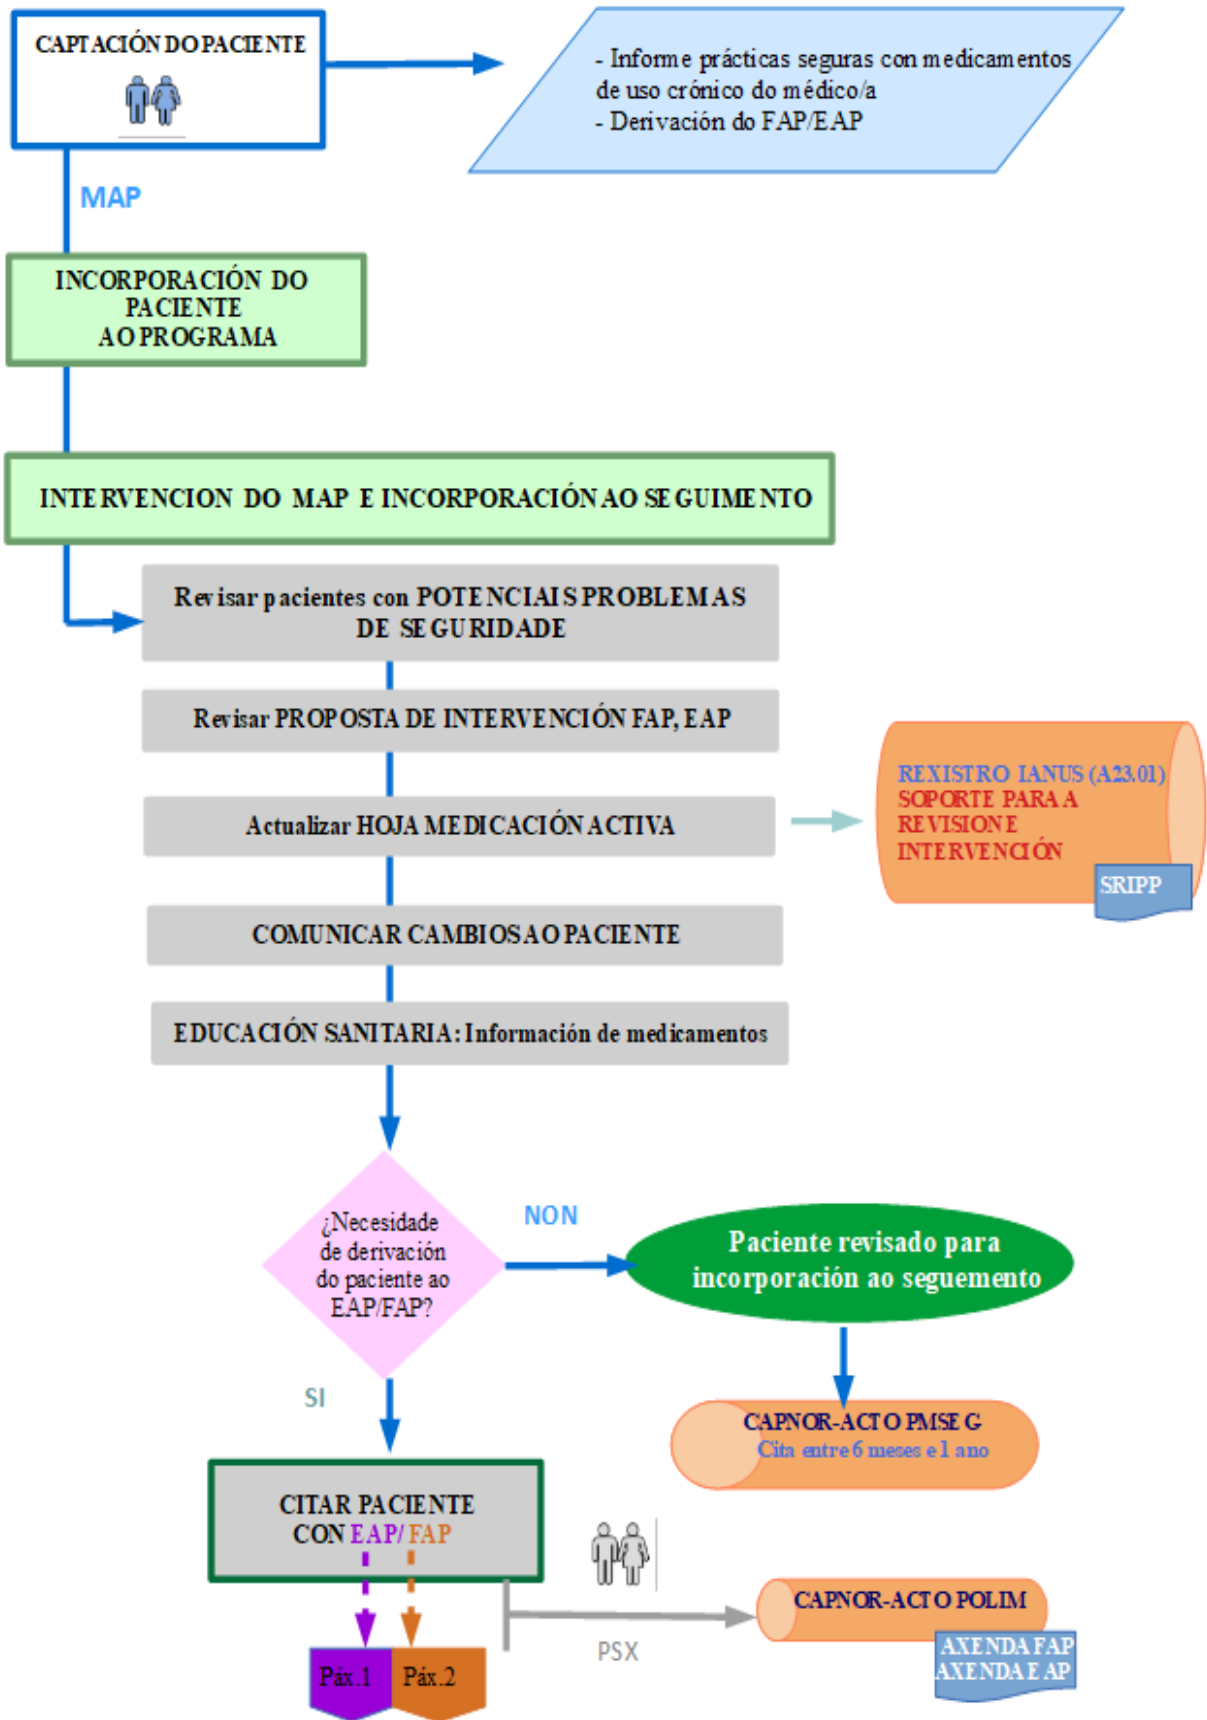 CAPTACIÓN DO PACIENTE
- Informe prácticas seguras con medicamentos
de uso crónico do médico/a
- Derivación do FAP/EAP
MAP
INCORPORACIÓN DO
PACIENTE
AO PROGRAMA
INTERVENCION DO MAP E INCORPORACIÓN AO SEGUIMENTO
Revisar pacientes con POTENCIAIS PROBLEMAS
DE SEGURIDADE
Revisar PROPOSTA DE INTERVENCIÓN FAP, EAP
Actualizar HOJA MEDICACIÓN ACTIVA
REXISTRO IANUS (A23.01)
SOPORTE PARA A
REVISION E
INTERVENCIÓN
SRIPP
COMUNICAR CAMBIOS AO PACIENTE
EDUCACIÓN SANITARIA: Información de medicamentos
¿Necesidade
de derivación
do paciente ao
EAP/FAP?
NON
Paciente revisado para
incorporación ao seguemento
SI
CAPNOR-ACTO PMSEG
Cita entre 6 meses e 1 ano
CITAR PACIENTE
CON EAP/ FAP
PSX
CAPNOR-ACTO POLIM
AXENDA FAP
AXENDA EAP
Páx.1
Páx.2